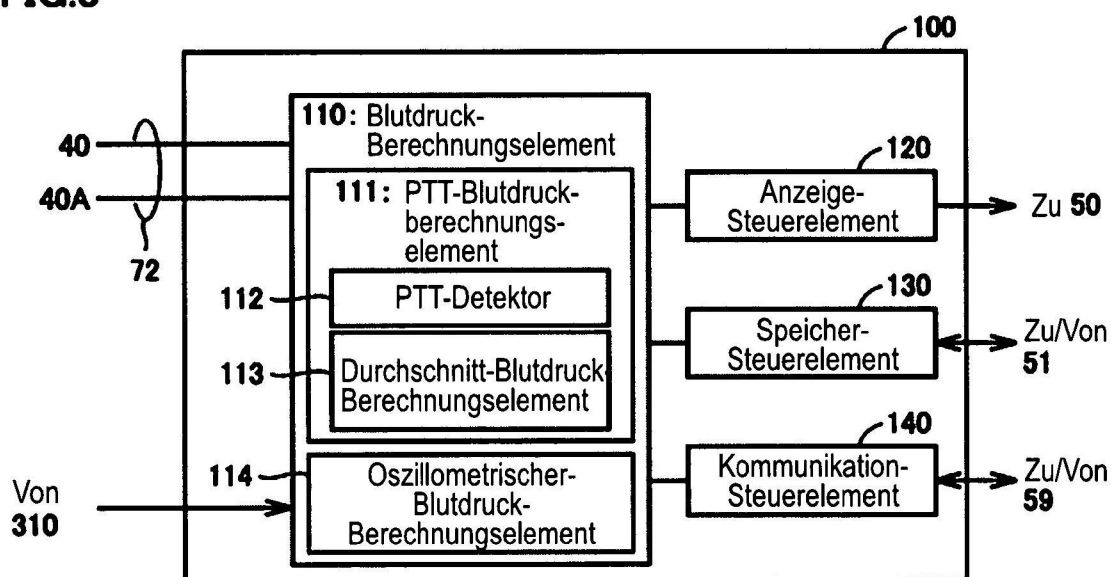 100
110: Blutdruck-
Berechnungselement
40
40A
72
111: PTT-Blutdruck-
berechnungs-
element
112
PTT-Detektor
113
Durchschnitt-Blutdruck-
Berechnungselement
114
Oszillometrischer-
Blutdruck-
Berechnungselement
Von
310
120
Anzeige-
Steuerelement
Zu 50
130
Speicher-
Steuerelement
Zu/Von
51
140
Kommunikation-
Steuerelement
Zu/Von
59